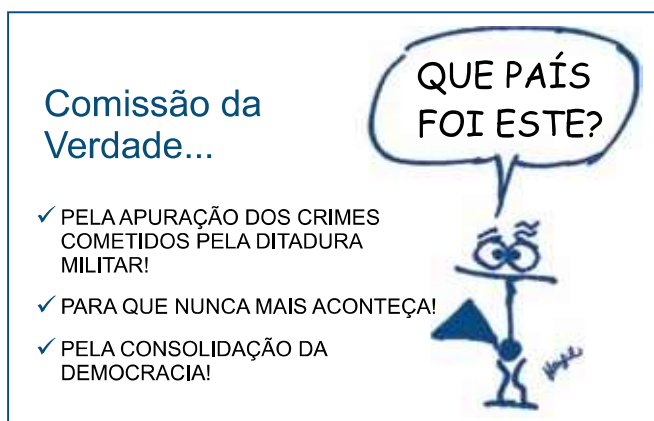 Comissão da
Verdade...
QUE PAÍS
FOI ESTE?
✓ PELA APURAÇÃO DOS CRIMES
COMETIDOS PELA DITADURA
MILITAR!
✓ PARA QUE NUNCA MAIS ACONTEÇA!
✓ PELA CONSOLIDAÇÃO DA
DEMOCRACIA!